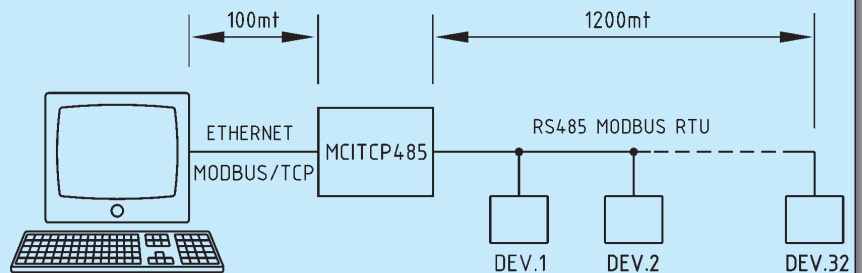 100mt
1200mt
ETHERNET
MODBUS/TCP
MCITCP485
RS485 MODBUS RTU
DEV.1
DEV.2
DEV.32